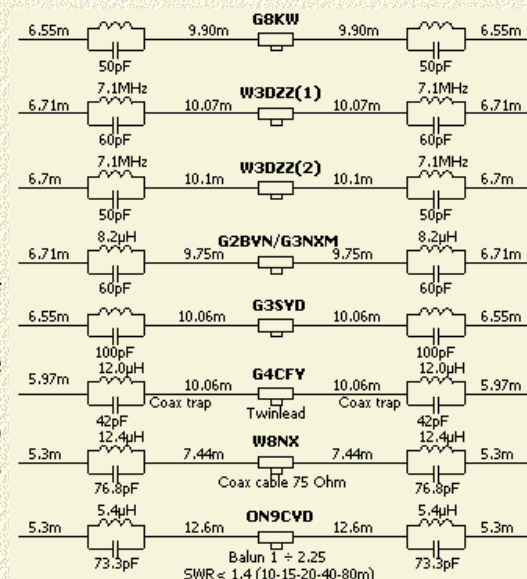 G8KW
6.55m 9.90m 9.90m 6.55m
50pF 50pF
7.1MHz W3DZZ(1) 7.1MHz
6.71m 10.07m 10.07m 6.71m
60pF 60pF
7.1MHz W3DZZ(2) 7.1MHz
6.7m 10.1m 10.1m 6.7m
50pF 50pF
8.2µH G2BVN/G3NXM 8.2µH
6.71m 9.75m 9.75m 6.71m
60pF 60pF
G3SYD
6.55m 10.06m 10.06m 6.55m
100pF 100pF
12.0µH G4CFY 12.0µH
5.97m 10.06m 10.06m 5.97m
Coax trap Twinlead Coax trap
42pF 42pF
12.4µH W8NX 12.4µH
5.3m 7.44m 7.44m 5.3m
76.8pF Coax cable 75 Ohm 76.8pF
5.4µH ON9CVD 5.4µH
5.3m 12.6m 12.6m 5.3m
73.3pF Balun 1 ÷ 2.25 73.3pF
SWR < 1.4 (10-15-20-40-80m)